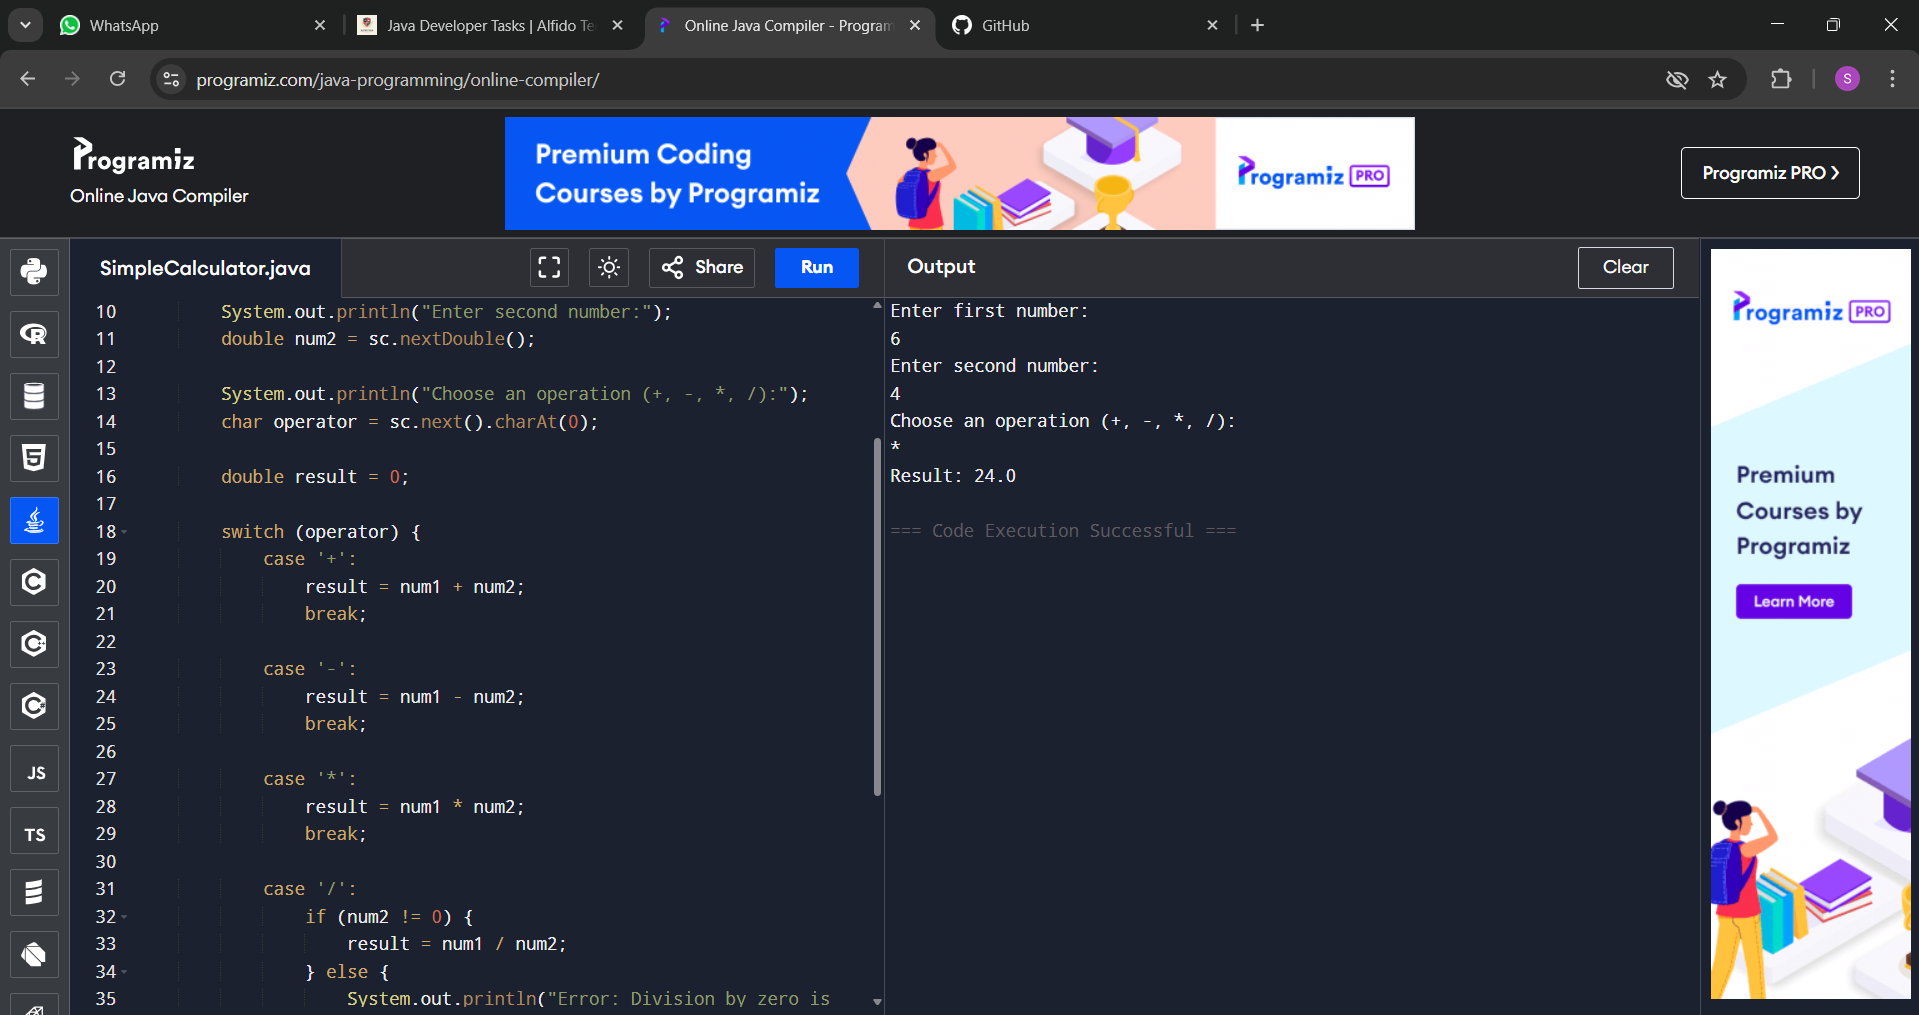 WhatsApp
Java Developer Tasks | Alfido Te
Online Java Compiler - Program
GitHub
programiz.com/java-programming/online-compiler/
S
Programiz
Online Java Compiler
Premium Coding
Courses by Programiz
Programiz PRO
Programiz PRO
SimpleCalculator.java
Share
Run
Output
Clear
10 System.out.println("Enter second number:");
11 double num2 = sc.nextDouble();
12
13 System.out.println("Choose an operation (+, -, *, /):");
14 char operator = sc.next().charAt(0);
15
16 double result = 0;
17
18 switch (operator) {
19 case '+':
20 result = num1 + num2;
21 break;
22
23 case '-':
24 result = num1 - num2;
25 break;
26
27 case '*':
28 result = num1 * num2;
29 break;
30
31 case '/':
32 if (num2 != 0) {
33 result = num1 / num2;
34 } else {
35 System.out.println("Error: Division by zero is
Enter first number:
6
Enter second number:
4
Choose an operation (+, -, *, /):
*
Result: 24.0
=== Code Execution Successful ===
JS
TS
Programiz PRO
Premium
Courses by
Programiz
Learn More